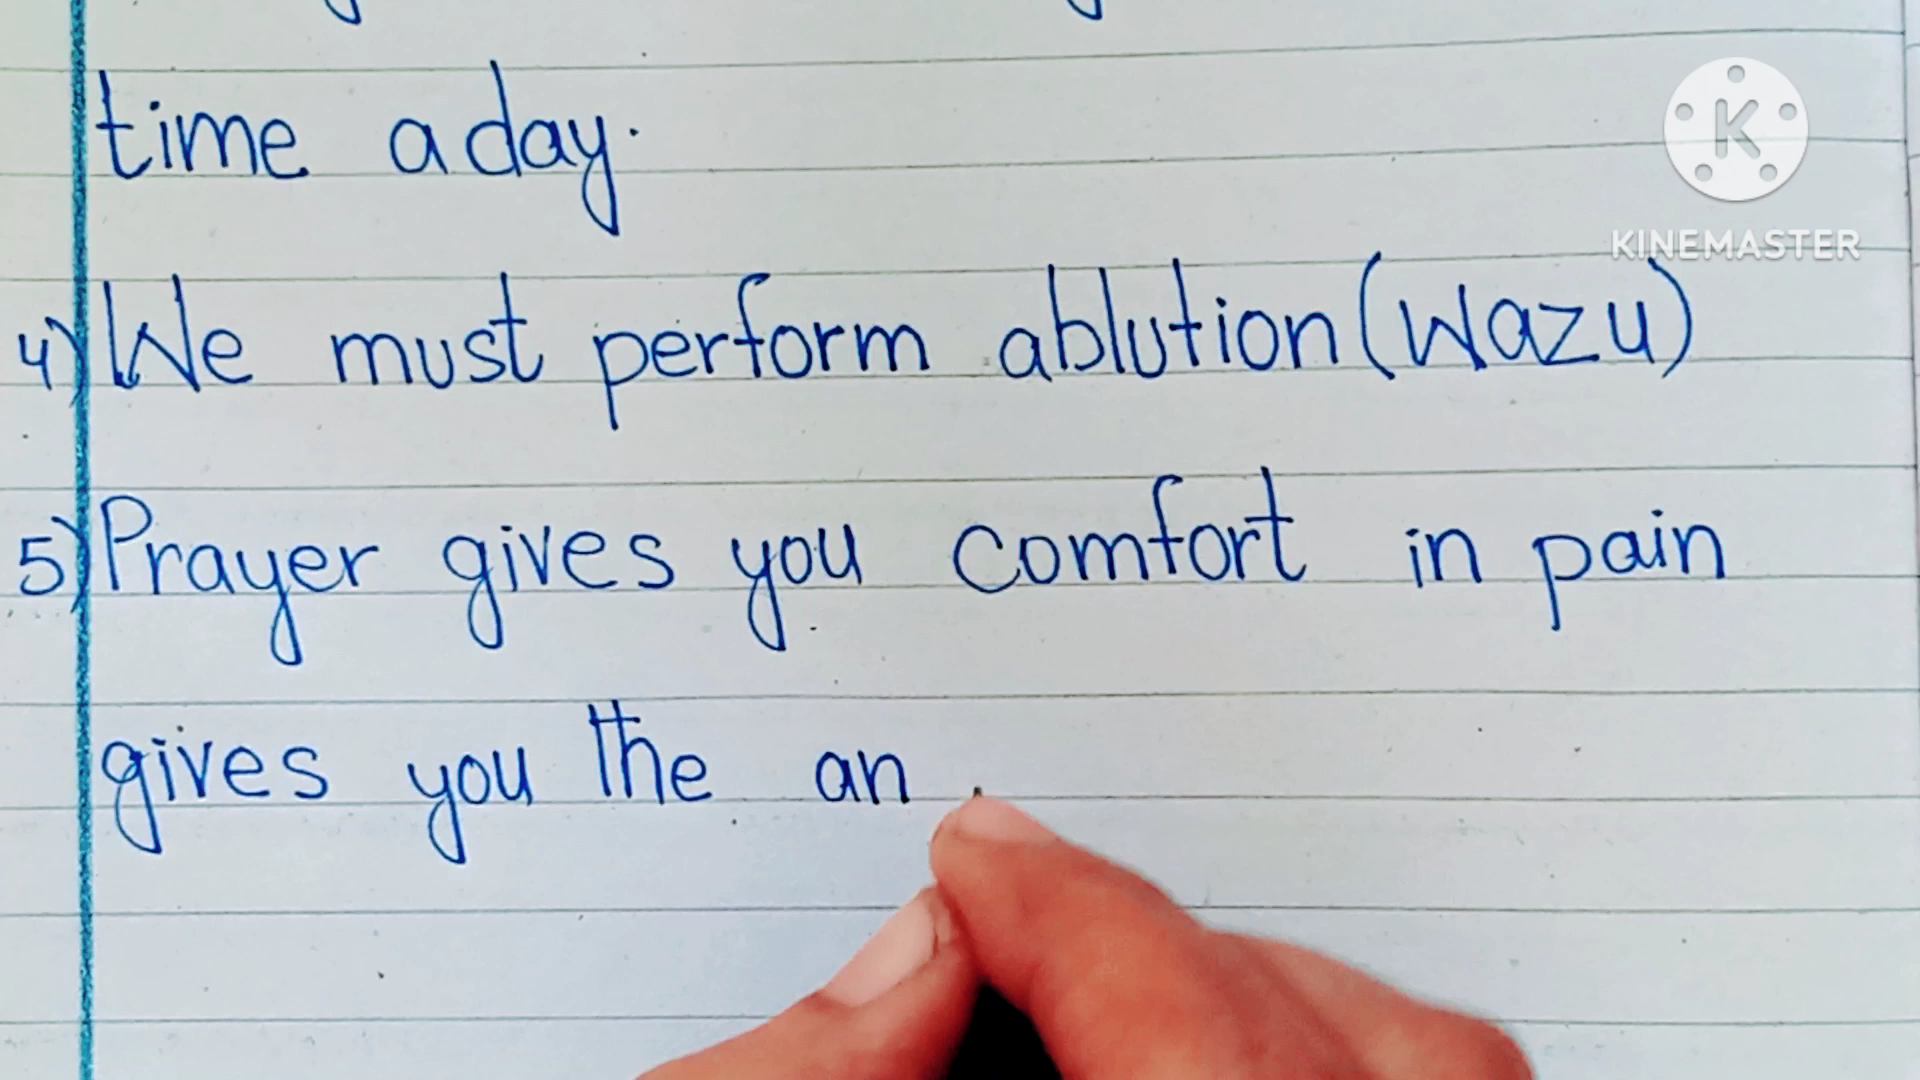 time a day.
4) We must perform ablution (Wazu)
5) Prayer gives you comfort in pain
gives you the an
K
KINEMASTER